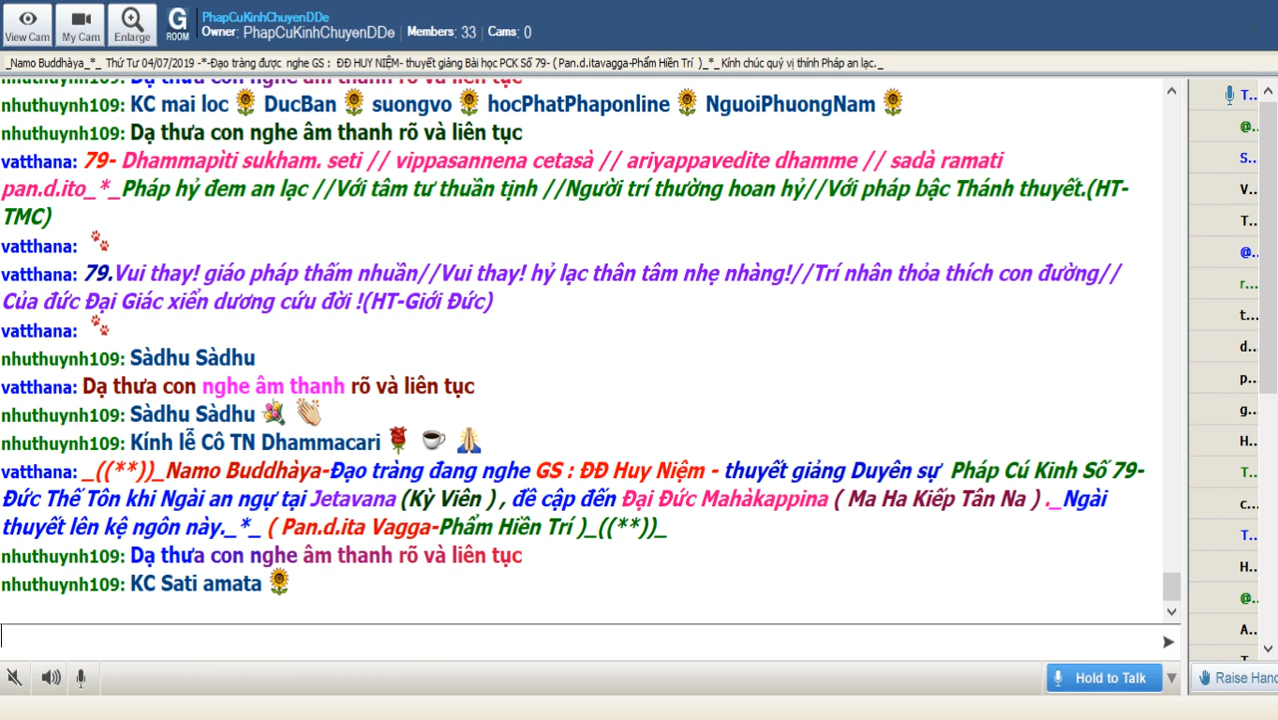 PhapCuKinhChuyenDDe
G
ROOM
Owner: PhapCuKinhChuyenDDe Members: 33 Cams: 0
View Cam My Cam Enlarge
_Namo Buddhàya_*_ Thứ Tư 04/07/2019 -*-Đạo tràng được nghe GS : ĐĐ HUY NIỆM- thuyết giảng Bài học PCK Số 79- ( Pan.d.itavagga-Phẩm Hiền Trí )_*_Kính chúc quý vị thính Pháp an lạc._
nhuthuynh109: Dạ thưa con nghe âm thanh rõ và liên tục
nhuthuynh109: KC mai loc 🌻 DucBan 🌻 suongvo 🌻 hocPhatPhaponline 🌻 NguoiPhuongNam 🌻
nhuthuynh109: Dạ thưa con nghe âm thanh rõ và liên tục
vatthana: 79- Dhammapìti sukham. seti // vippasannena cetasà // ariyappavedite dhamme // sadà ramati
pan.d.ito_*_Pháp hỷ đem an lạc //Với tâm tư thuần tịnh //Người trí thường hoan hỷ//Với pháp bậc Thánh thuyết.(HT-
TMC)
vatthana:
vatthana: 79.Vui thay! giáo pháp thấm nhuần//Vui thay! hỷ lạc thân tâm nhẹ nhàng!//Trí nhân thỏa thích con đường//
Của đức Đại Giác xiển dương cứu đời !(HT-Giới Đức)
vatthana:
nhuthuynh109: Sàdhu Sàdhu
vatthana: Dạ thưa con nghe âm thanh rõ và liên tục
nhuthuynh109: Sàdhu Sàdhu 💐 👏
nhuthuynh109: Kính lễ Cô TN Dhammacari 🌹 ☕ 🙏
vatthana: _((**))_Namo Buddhàya-Đạo tràng đang nghe GS : ĐĐ Huy Niệm - thuyết giảng Duyên sự Pháp Cú Kinh Số 79-
Đức Thế Tôn khi Ngài an ngự tại Jetavana (Kỳ Viên ) , đề cập đến Đại Đức Mahàkappina ( Ma Ha Kiếp Tân Na ) ._Ngài
thuyết lên kệ ngôn này._*_ ( Pan.d.ita Vagga-Phẩm Hiền Trí )_((**))_
nhuthuynh109: Dạ thưa con nghe âm thanh rõ và liên tục
nhuthuynh109: KC Sati amata 🌻
T..
@..
S..
V..
T..
@..
r...
t...
d..
p...
g...
H..
T..
c...
T..
H..
@..
A..
Hold to Talk
Raise Hand